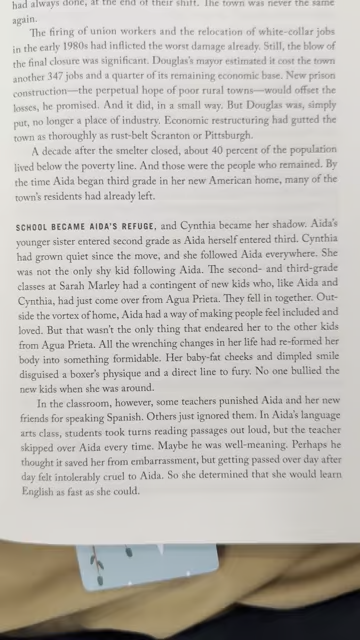 had always done, at the end of their shift. The town was never the same
again.
The firing of union workers and the relocation of white-collar jobs
in the early 1980s had inflicted the worst damage already. Still, the blow of
the final closure was significant. Douglas's mayor estimated it cost the town
another 347 jobs and a quarter of its remaining economic base. New prison
construction—the perpetual hope of poor rural towns—would offset the
losses, he promised. And it did, in a small way. But Douglas was, simply
put, no longer a place of industry. Economic restructuring had gutted the
town as thoroughly as rust-belt Scranton or Pittsburgh.
A decade after the smelter closed, about 40 percent of the population
lived below the poverty line. And those were the people who remained. By
the time Aida began third grade in her new American home, many of the
town's residents had already left.
SCHOOL BECAME AIDA'S REFUGE, and Cynthia became her shadow. Aida's
younger sister entered second grade as Aida herself entered third. Cynthia
had grown quiet since the move, and she followed Aida everywhere. She
was not the only shy kid following Aida. The second- and third-grade
classes at Sarah Marley had a contingent of new kids who, like Aida and
Cynthia, had just come over from Agua Prieta. They fell in together. Out-
side the vortex of home, Aida had a way of making people feel included and
loved. But that wasn't the only thing that endeared her to the other kids
from Agua Prieta. All the wrenching changes in her life had re-formed her
body into something formidable. Her baby-fat cheeks and dimpled smile
disguised a boxer's physique and a direct line to fury. No one bullied the
new kids when she was around.
In the classroom, however, some teachers punished Aida and her new
friends for speaking Spanish. Others just ignored them. In Aida's language
arts class, students took turns reading passages out loud, but the teacher
skipped over Aida every time. Maybe he was well-meaning. Perhaps he
thought it saved her from embarrassment, but getting passed over day after
day felt intolerably cruel to Aida. So she determined that she would learn
English as fast as she could.